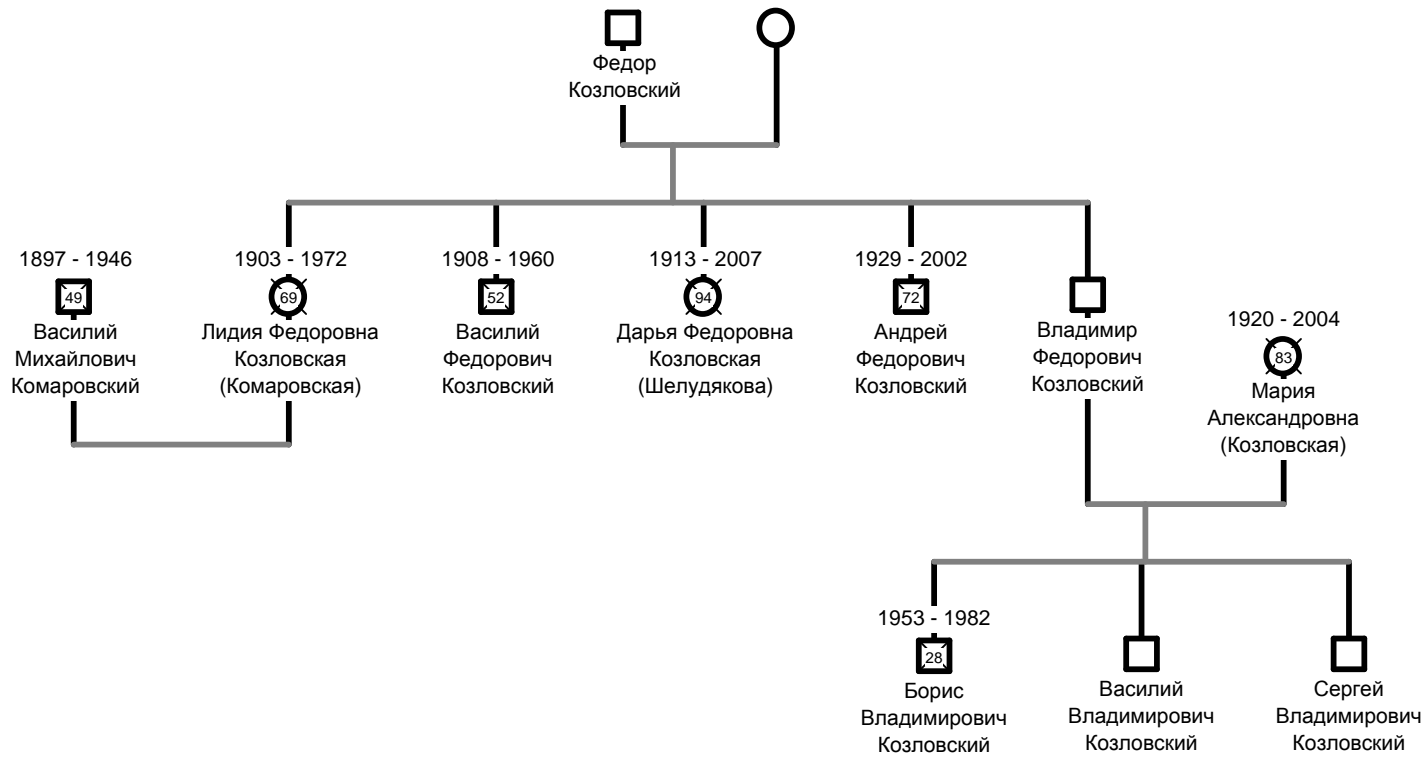 Федор
Козловский
1897 - 1946
49
Василий
Михайлович
Комаровский
1903 - 1972
69
Лидия Федоровна
Козловская
(Комаровская)
1908 - 1960
52
Василий
Федорович
Козловский
1913 - 2007
94
Дарья Федоровна
Козловская
(Шелудякова)
1929 - 2002
72
Андрей
Федорович
Козловский
Владимир
Федорович
Козловский
1920 - 2004
83
Мария
Александровна
(Козловская)
1953 - 1982
28
Борис
Владимирович
Козловский
Василий
Владимирович
Козловский
Сергей
Владимирович
Козловский